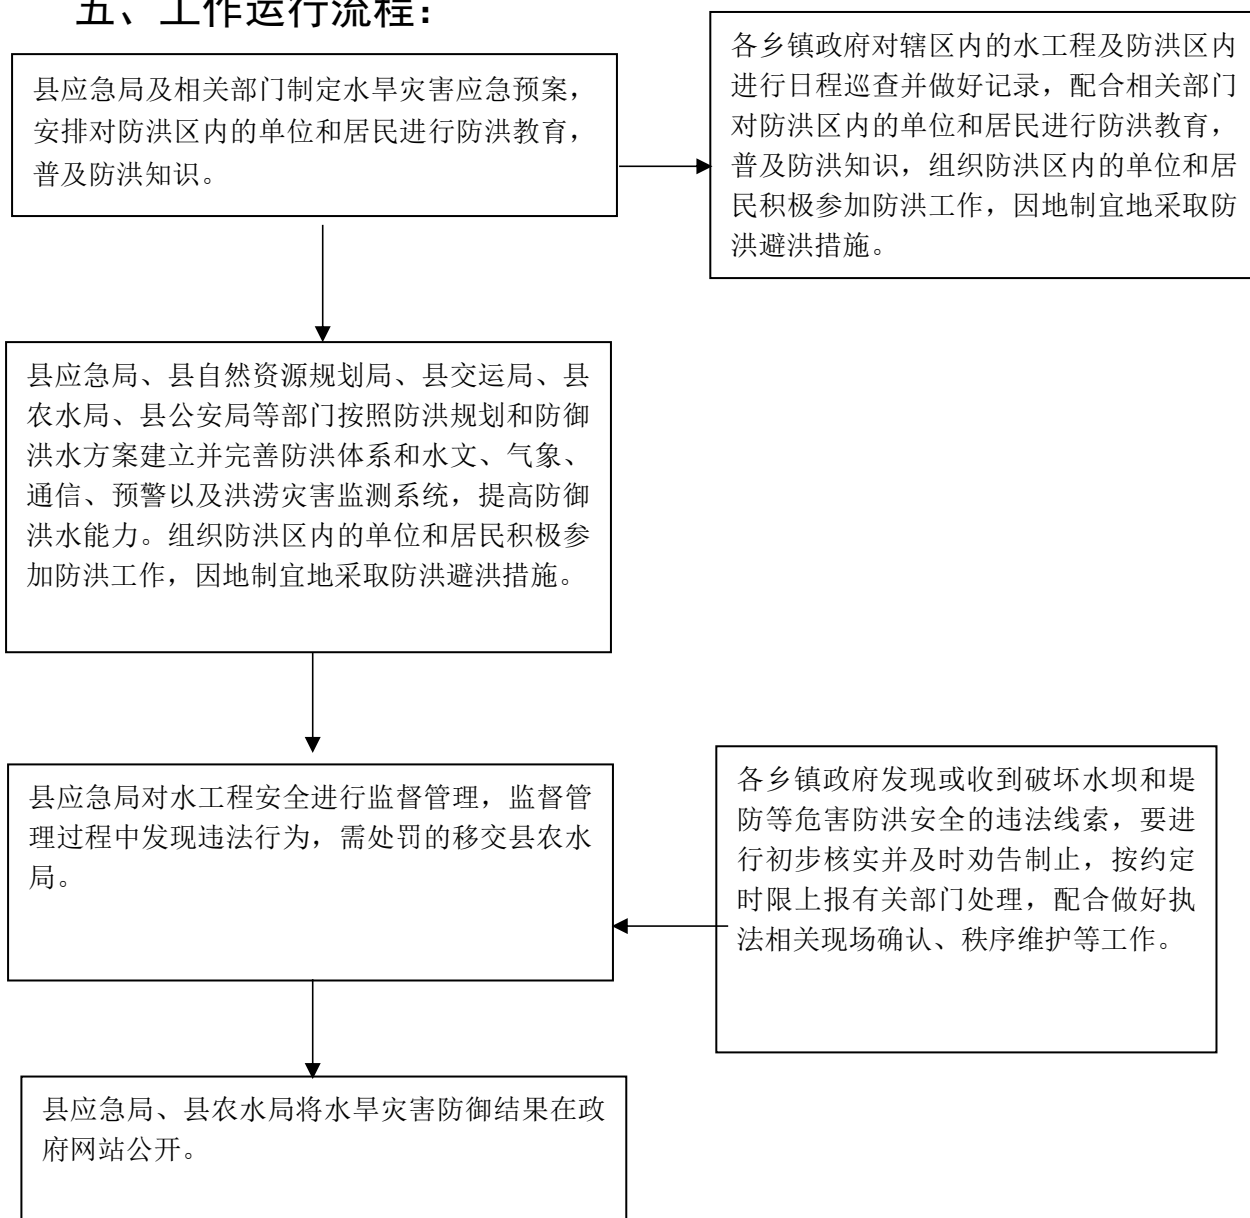 五、工作运行流程：
县应急局及相关部门制定水旱灾害应急预案，
安排对防洪区内的单位和居民进行防洪教育，
普及防洪知识。
各乡镇政府对辖区内的水工程及防洪区内
进行日程巡查并做好记录，配合相关部门
对防洪区内的单位和居民进行防洪教育，
普及防洪知识，组织防洪区内的单位和居
民积极参加防洪工作，因地制宜地采取防
洪避洪措施。
县应急局、县自然资源规划局、县交运局、县
农水局、县公安局等部门按照防洪规划和防御
洪水方案建立并完善防洪体系和水文、气象、
通信、预警以及洪涝灾害监测系统，提高防御
洪水能力。组织防洪区内的单位和居民积极参
加防洪工作，因地制宜地采取防洪避洪措施。
县应急局对水工程安全进行监督管理，监督管
理过程中发现违法行为，需处罚的移交县农水
局。
各乡镇政府发现或收到破坏水坝和堤
防等危害防洪安全的违法线索，要进
行初步核实并及时劝告制止，按约定
时限上报有关部门处理，配合做好执
法相关现场确认、秩序维护等工作。
县应急局、县农水局将水旱灾害防御结果在政
府网站公开。